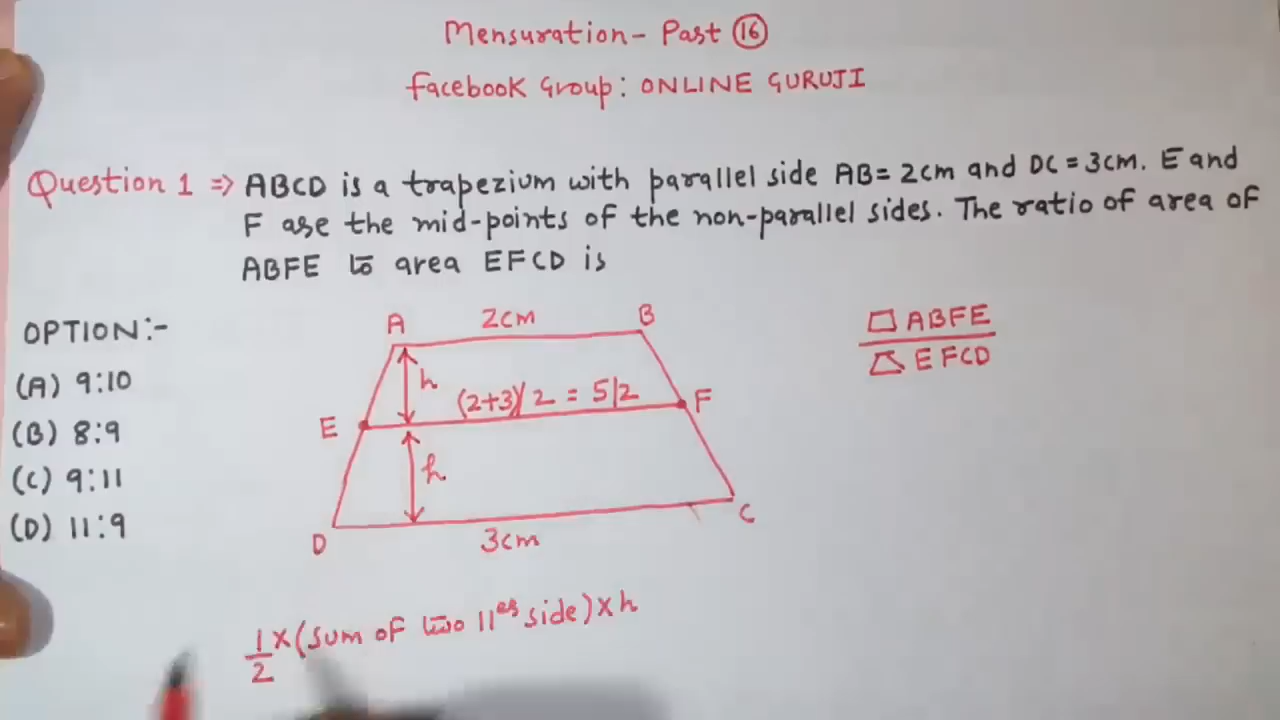 Mensuration- Part 16
Facebook Group: ONLINE GURUJI
Question 1 => ABCD is a trapezium with parallel side AB = 2cm and DC = 3cm. E and
F are the mid-points of the non-parallel sides. The ratio of area of
ABFE to area EFCD is
OPTION:-
(A) 9:10
(B) 8:9
(C) 9:11
(D) 11:9
A 2cm B
h
(2+3)/2 = 5/2
E F
h
D 3cm C
▱ ABFE
▱ EFCD
1/2 × (sum of two ||es side) × h